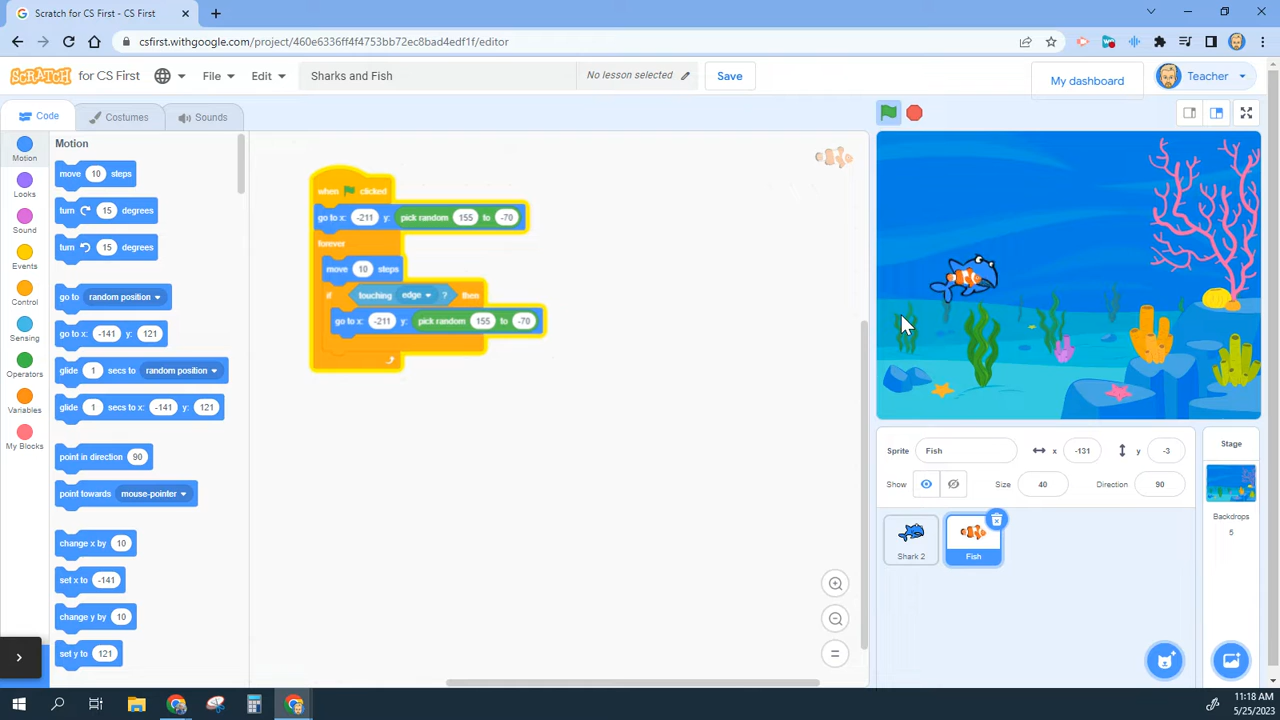 Scratch for CS First - CS First
csfirst.withgoogle.com/project/460e6336ff4f4753bb72ec8bad4edf1f/editor
SCRATCH for CS First File Edit Sharks and Fish No lesson selected Save My dashboard Teacher
Code Costumes Sounds
Motion
Looks
Sound
Events
Control
Sensing
Operators
Variables
My Blocks
Motion
move 10 steps
turn 15 degrees
turn 15 degrees
go to random position
go to x: -141 y: 121
glide 1 secs to random position
glide 1 secs to x: -141 y: 121
point in direction 90
point towards mouse-pointer
change x by 10
set x to -141
change y by 10
set y to 121
when clicked
go to x: -211 y: pick random 155 to -70
forever
move 10 steps
if touching edge ? then
go to x: -211 y: pick random 155 to -70
Sprite Fish x -131 y -3
Show Size 40 Direction 90
Shark 2
Fish
Stage
Backdrops
5
11:18 AM
5/25/2023